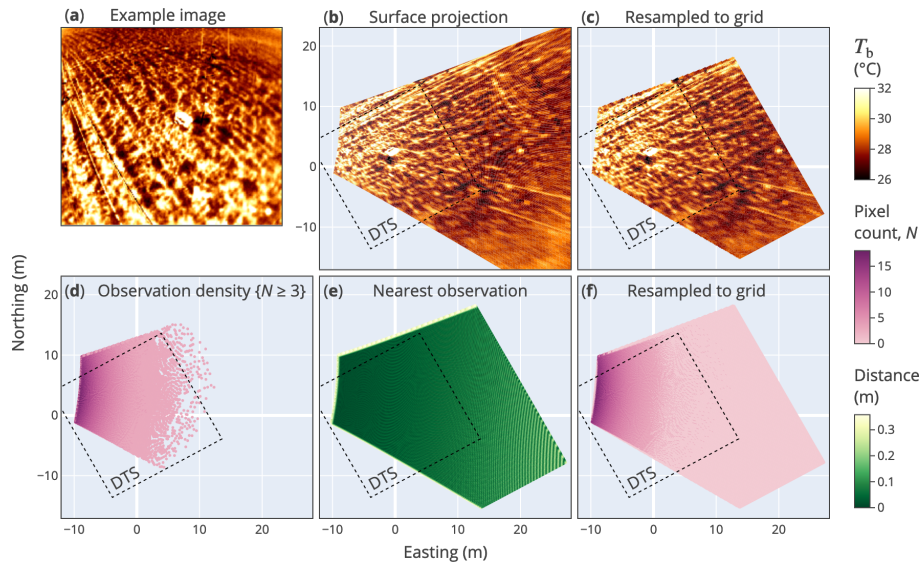 (a) Example image
(b) Surface projection
(c) Resampled to grid
20
10
0
−10
DTS
DTS
Tb
(°C)
32
30
28
26
Pixel
count, N
15
10
5
0
Northing (m)
(d) Observation density {N ≥ 3}
(e) Nearest observation
(f) Resampled to grid
20
10
0
−10
DTS
DTS
DTS
Distance
(m)
0.3
0.2
0.1
0
−10 0 10 20
−10 0 10 20
−10 0 10 20
Easting (m)